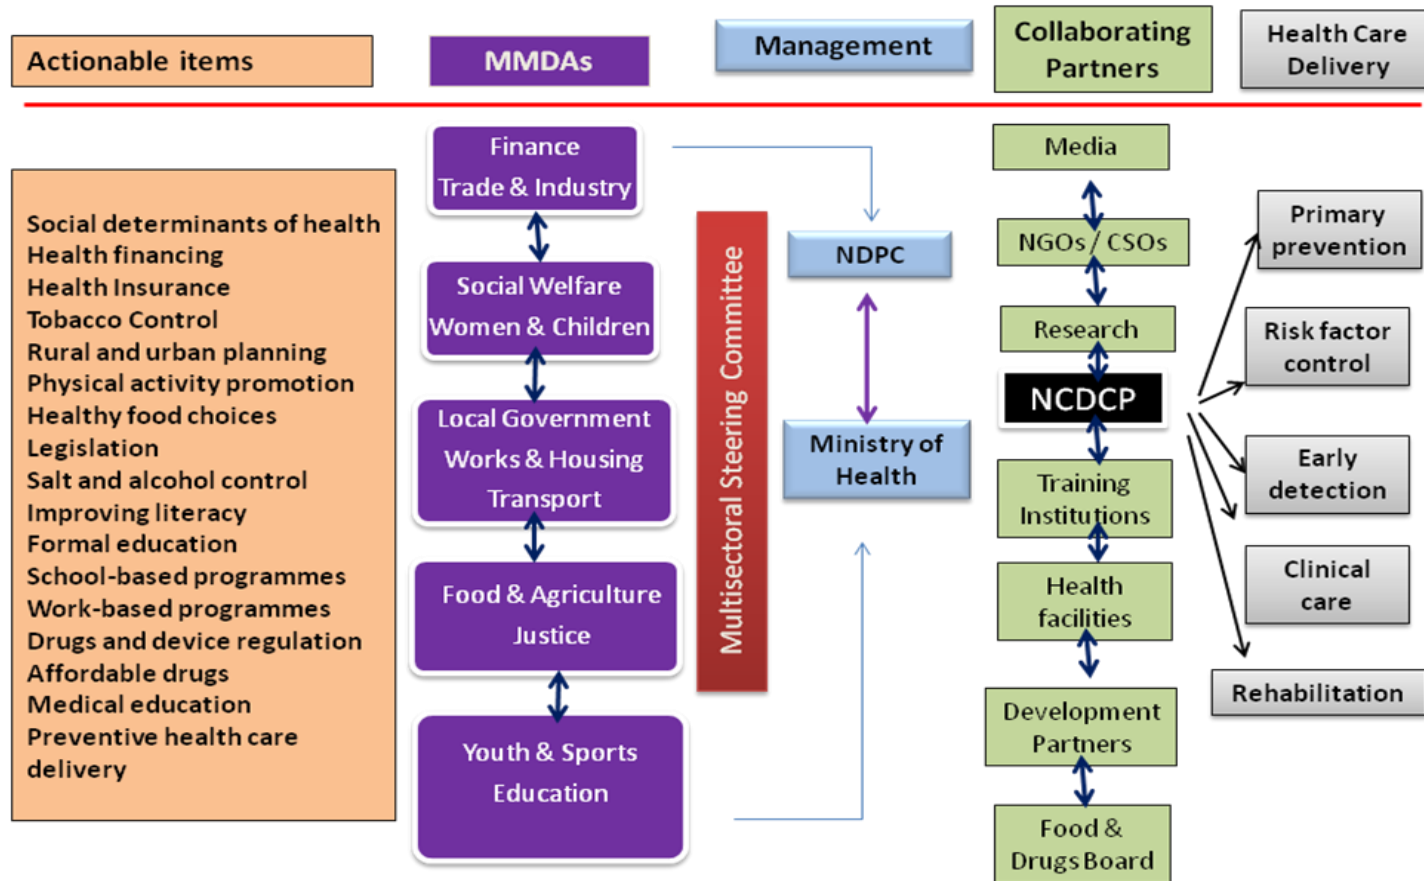 Actionable items
MMDAs
Management
Collaborating
Partners
Health Care
Delivery
Social determinants of health
Health financing
Health Insurance
Tobacco Control
Rural and urban planning
Physical activity promotion
Healthy food choices
Legislation
Salt and alcohol control
Improving literacy
Formal education
School-based programmes
Work-based programmes
Drugs and device regulation
Affordable drugs
Medical education
Preventive health care
delivery
Finance
Trade & Industry
Social Welfare
Women & Children
Local Government
Works & Housing
Transport
Food & Agriculture
Justice
Youth & Sports
Education
Multisectoral Steering Committee
NDPC
Ministry of
Health
Media
NGOs / CSOs
Research
NCDCP
Training
Institutions
Health
facilities
Development
Partners
Food &
Drugs Board
Primary
prevention
Risk factor
control
Early
detection
Clinical
care
Rehabilitation